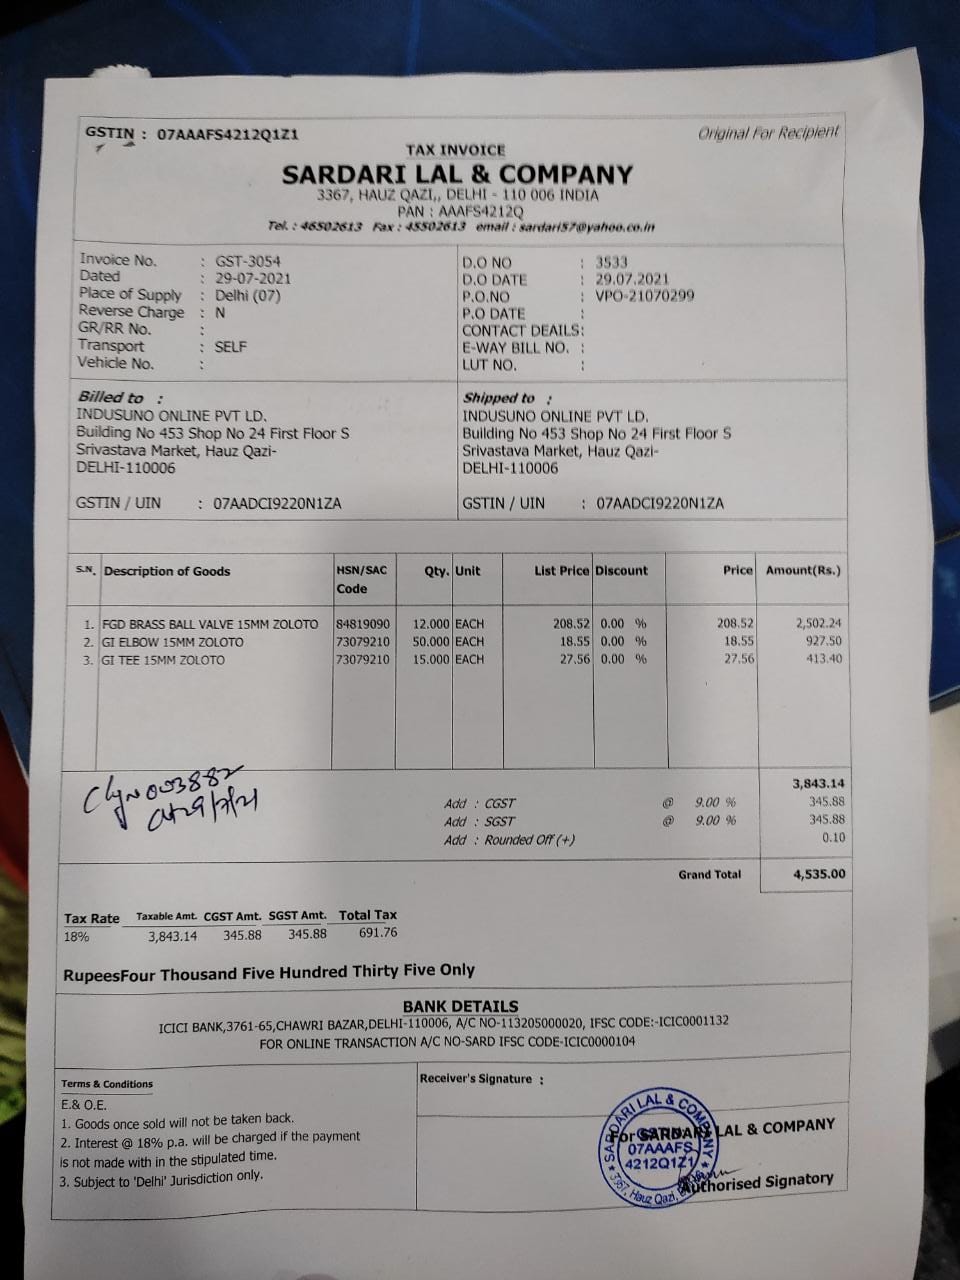 GSTIN : 07AAAFS4212Q1Z1
Original For Recipient
TAX INVOICE
SARDARI LAL & COMPANY
3367, HAUZ QAZI,, DELHI - 110 006 INDIA
PAN : AAAFS4212Q
Tel. : 46502613 Fax : 45502613 email : sardari57@yahoo.co.in
Invoice No. : GST-3054
Dated : 29-07-2021
Place of Supply : Delhi (07)
Reverse Charge : N
GR/RR No. :
Transport : SELF
Vehicle No. :
D.O NO : 3533
D.O DATE : 29.07.2021
P.O.NO : VPO-21070299
P.O DATE :
CONTACT DEAILS:
E-WAY BILL NO. :
LUT NO. :
Billed to :
INDUSUNO ONLINE PVT LD.
Building No 453 Shop No 24 First Floor S
Srivastava Market, Hauz Qazi-
DELHI-110006
GSTIN / UIN : 07AADCI9220N1ZA
Shipped to :
INDUSUNO ONLINE PVT LD.
Building No 453 Shop No 24 First Floor S
Srivastava Market, Hauz Qazi-
DELHI-110006
GSTIN / UIN : 07AADCI9220N1ZA
S.N. Description of Goods HSN/SAC Code Qty. Unit List Price Discount Price Amount(Rs.)
1. FGD BRASS BALL VALVE 15MM ZOLOTO 84819090 12.000 EACH 208.52 0.00 % 208.52 2,502.24
2. GI ELBOW 15MM ZOLOTO 73079210 50.000 EACH 18.55 0.00 % 18.55 927.50
3. GI TEE 15MM ZOLOTO 73079210 15.000 EACH 27.56 0.00 % 27.56 413.40
3,843.14
003882
Add : CGST @ 9.00 % 345.88
Add : SGST @ 9.00 % 345.88
Add : Rounded Off (+) 0.10
Grand Total 4,535.00
Tax Rate Taxable Amt. CGST Amt. SGST Amt. Total Tax
18% 3,843.14 345.88 345.88 691.76
RupeesFour Thousand Five Hundred Thirty Five Only
BANK DETAILS
ICICI BANK,3761-65,CHAWRI BAZAR,DELHI-110006, A/C NO-113205000020, IFSC CODE:-ICIC0001132
FOR ONLINE TRANSACTION A/C NO-SARD IFSC CODE-ICIC0000104
Terms & Conditions
E.& O.E.
1. Goods once sold will not be taken back.
2. Interest @ 18% p.a. will be charged if the payment
is not made with in the stipulated time.
3. Subject to 'Delhi' Jurisdiction only.
Receiver's Signature :
For SARDARI LAL & COMPANY
SARDARI LAL & COMPANY
07AAAFS
4212Q1Z1
3367, Hauz Qazi,
Authorised Signatory